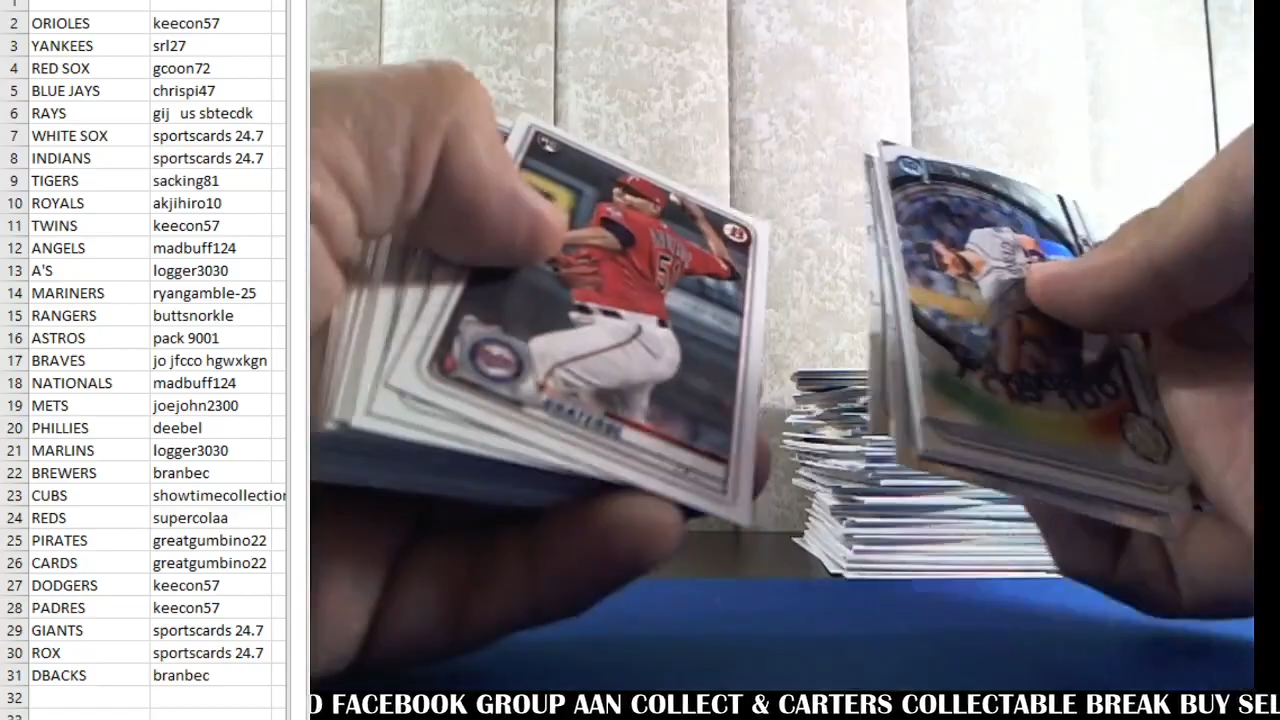 2 ORIOLES keecon57
3 YANKEES srl27
4 RED SOX gcoon72
5 BLUE JAYS chrispi47
6 RAYS gij us sbtecdk
7 WHITE SOX sportscards 24.7
8 INDIANS sportscards 24.7
9 TIGERS sacking81
10 ROYALS akjihiro10
11 TWINS keecon57
12 ANGELS madbuff124
13 A'S logger3030
14 MARINERS ryangamble-25
15 RANGERS buttsnorkle
16 ASTROS pack 9001
17 BRAVES jo jfcco hgwxkgn
18 NATIONALS madbuff124
19 METS joejohn2300
20 PHILLIES deebel
21 MARLINS logger3030
22 BREWERS branbec
23 CUBS showtimecollection
24 REDS supercolaa
25 PIRATES greatgumbino22
26 CARDS greatgumbino22
27 DODGERS keecon57
28 PADRES keecon57
29 GIANTS sportscards 24.7
30 ROX sportscards 24.7
31 DBACKS branbec
32
FACEBOOK GROUP AAN COLLECT & CARTERS COLLECTABLE BREAK BUY SEL